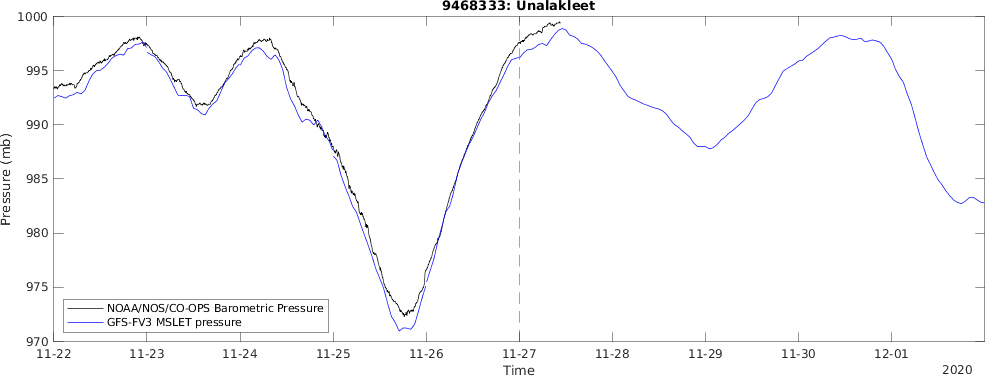 9468333: Unalakleet
1000
995
990
985
980
975
970
Pressure (mb)
NOAA/NOS/CO-OPS Barometric Pressure
GFS-FV3 MSLET pressure
11-22 11-23 11-24 11-25 11-26 11-27 11-28 11-29 11-30 12-01
Time
2020